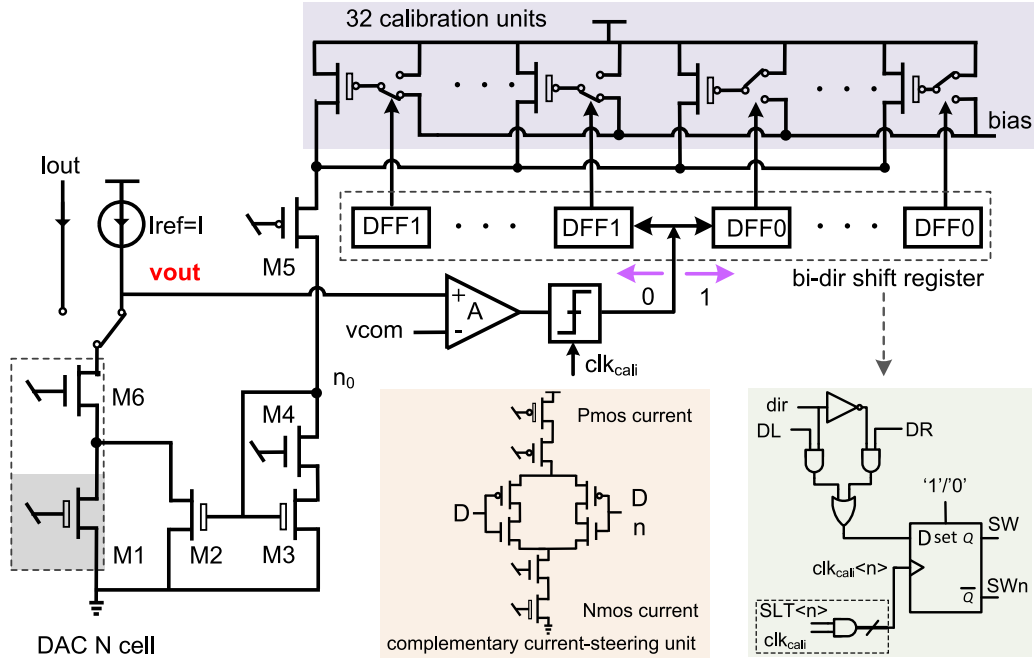 32 calibration units
bias
Iout
Iref=I
M5
DFF1
DFF1
DFF0
DFF0
vout
0
1
bi-dir shift register
+
A
-
vcom
clkcali
M6
n0
M4
M1
M2
M3
DAC N cell
Pmos current
D
D
n
Nmos current
complementary current-steering unit
dir
DL
DR
'1'/'0'
D set Q
SW
clkcali<n>
Q
SWn
SLT<n>
clkcali